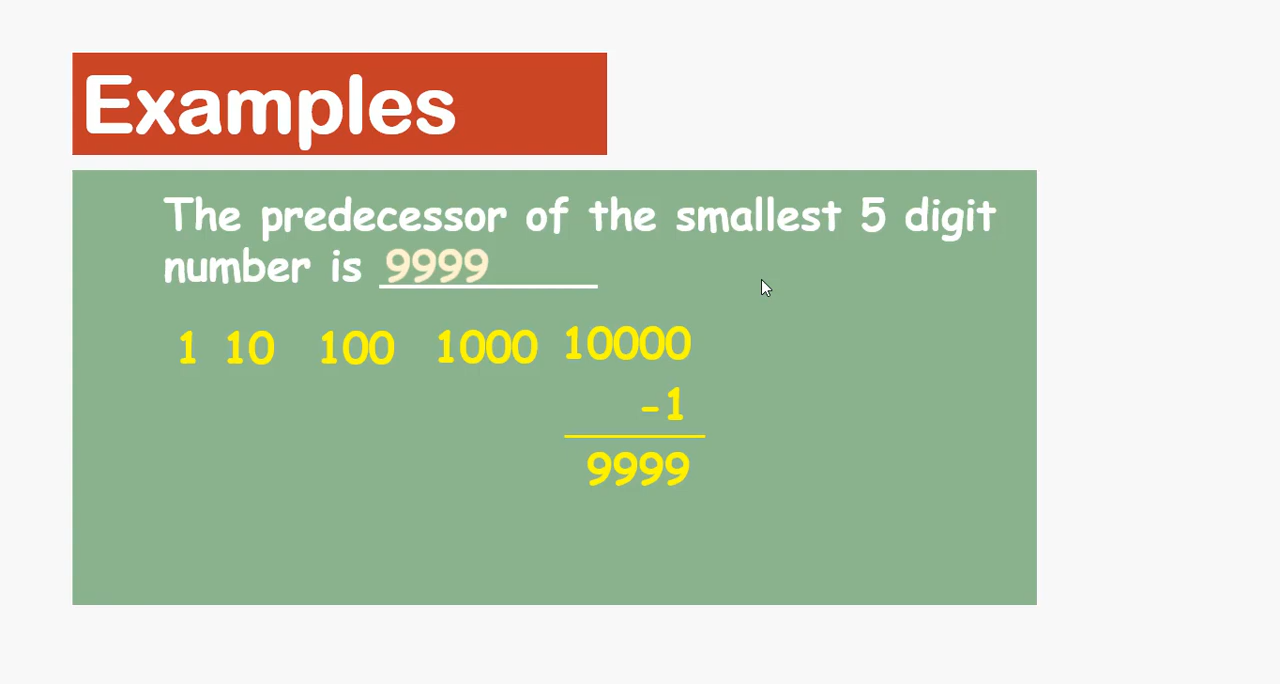 Examples
The predecessor of the smallest 5 digit
number is 9999
1 10 100 1000 10000
-1
9999